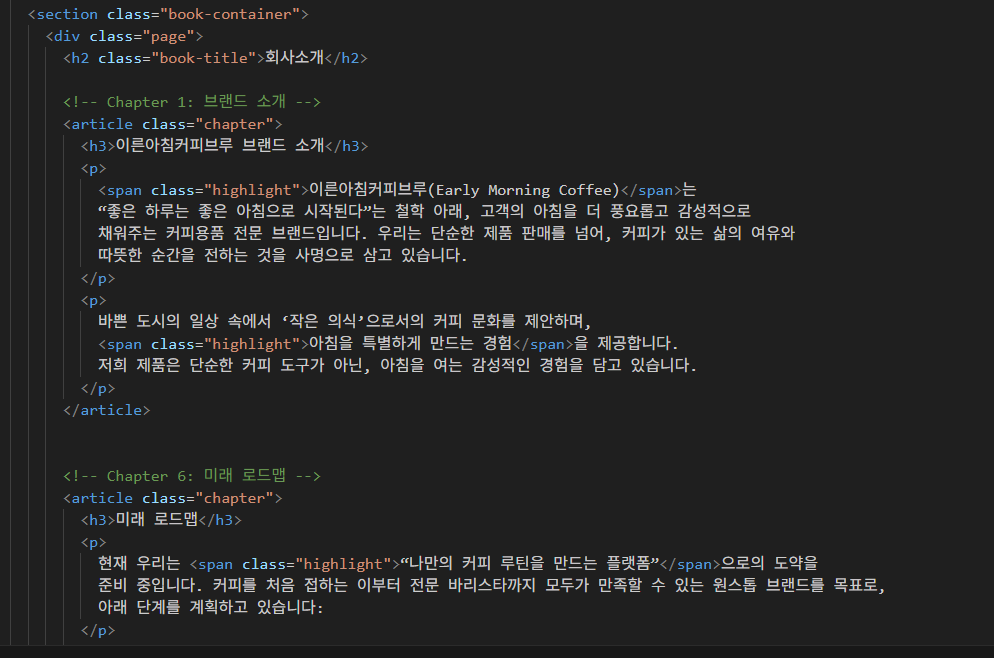 <section class="book-container">
<div class="page">
<h2 class="book-title">회사소개</h2>
<!-- Chapter 1: 브랜드 소개 -->
<article class="chapter">
<h3>이른아침커피브루 브랜드 소개</h3>
<p>
<span class="highlight">이른아침커피브루(Early Morning Coffee)</span>는
“좋은 하루는 좋은 아침으로 시작된다”는 철학 아래, 고객의 아침을 더 풍요롭고 감성적으로
채워주는 커피용품 전문 브랜드입니다. 우리는 단순한 제품 판매를 넘어, 커피가 있는 삶의 여유와
따뜻한 순간을 전하는 것을 사명으로 삼고 있습니다.
</p>
<p>
바쁜 도시의 일상 속에서 ‘작은 의식’으로서의 커피 문화를 제안하며,
<span class="highlight">아침을 특별하게 만드는 경험</span>을 제공합니다.
저희 제품은 단순한 커피 도구가 아닌, 아침을 여는 감성적인 경험을 담고 있습니다.
</p>
</article>
<!-- Chapter 6: 미래 로드맵 -->
<article class="chapter">
<h3>미래 로드맵</h3>
<p>
현재 우리는 <span class="highlight">“나만의 커피 루틴을 만드는 플랫폼”</span>으로의 도약을
준비 중입니다. 커피를 처음 접하는 이부터 전문 바리스타까지 모두가 만족할 수 있는 원스톱 브랜드를 목표로,
아래 단계를 계획하고 있습니다:
</p>